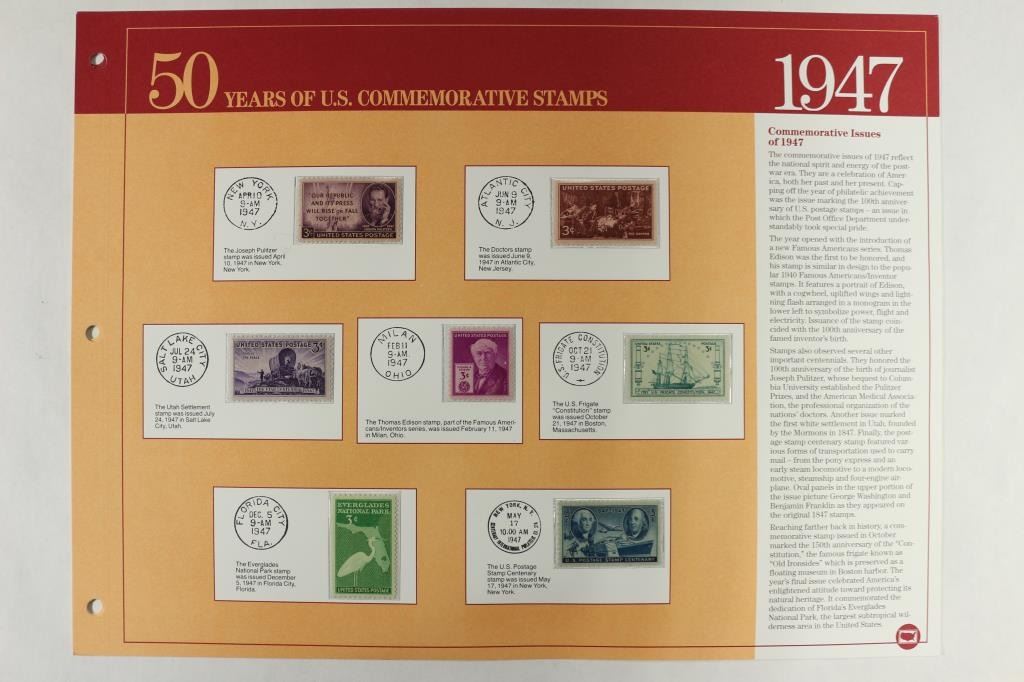 50 YEARS OF U.S. COMMEMORATIVE STAMPS
1947
NEW YORK
APR 10
9-AM
1947
N.Y.
"OUR REPUBLIC
AND ITS PRESS
WILL RISE OR FALL
TOGETHER"
3¢ UNITED STATES POSTAGE
The Joseph Pulitzer
stamp was issued April
10, 1947 in New York,
New York.
ATLANTIC CITY
JUN 9
9-AM
1947
N. J.
UNITED STATES POSTAGE
3¢ THE DOCTORS
The Doctors stamp
was issued June 9,
1947 in Atlantic City,
New Jersey.
SALT LAKE CITY
JUL 24
9-AM
1947
UTAH
UNITED STATES POSTAGE 3¢
The Utah Settlement
stamp was issued July
24, 1947 in Salt Lake
City, Utah.
MILAN
FEB 11
9-AM.
1947
OHIO
UNITED STATES POSTAGE
3¢
The Thomas Edison stamp, part of the Famous Ameri-
cans/Inventors series, was issued February 11, 1947
in Milan, Ohio.
U.S. FRIGATE CONSTITUTION
OCT 21
9 AM
1947
UNITED STATES POSTAGE
3¢ 3¢
The U.S. Frigate
"Constitution" stamp
was issued October
21, 1947 in Boston,
Massachusetts.
FLORIDA CITY
DEC. 5
9-AM
1947
FLA.
EVERGLADES
NATIONAL PARK
3¢
UNITED STATES POSTAGE
The Everglades
National Park stamp
was issued December
5, 1947 in Florida City,
Florida.
NEW YORK, N. Y.
MAY
17
10:00 AM
1947
U.S. POSTAGE STAMP CENTENARY
The U.S. Postage
Stamp Centenary
stamp was issued May
17, 1947 in New York,
New York.
Commemorative Issues
of 1947
The commemorative issues of 1947 reflect
the national spirit and energy of the post-
war era. They are a celebration of Amer-
ica, both her past and her present. Cap-
ping off the year of philatelic achievement
was the issue marking the 100th anniver-
sary of U.S. postage stamps – an issue in
which the Post Office Department under-
standably took special pride.
The year opened with the introduction of
a new Famous Americans series. Thomas
Edison was the first to be honored, and
his stamp is similar in design to the popu-
lar 1940 Famous Americans/Inventor
stamps. It features a portrait of Edison,
with a cogwheel, uplifted wings and light-
ning flash arranged in a monogram in the
lower left to symbolize power, flight and
electricity. Issuance of the stamp coin-
cided with the 100th anniversary of the
famed inventor's birth.
Stamps also observed several other
important centennials. They honored the
100th anniversary of the birth of journalist
Joseph Pulitzer, whose bequest to Colum-
bia University established the Pulitzer
Prizes, and the American Medical Associa-
tion, the professional organization of the
nations' doctors. Another issue marked
the first white settlement in Utah, founded
by the Mormons in 1847. Finally, the post-
age stamp centenary stamp featured vari-
ous forms of transportation used to carry
mail – from the pony express and an
early steam locomotive to a modern loco-
motive, steamship and four-engine air-
plane. Oval panels in the upper portion of
the issue picture George Washington and
Benjamin Franklin as they appeared on
the original 1847 stamps.
Reaching farther back in history, a com-
memorative stamp issued in October
marked the 150th anniversary of the "Con-
stitution," the famous frigate known as
"Old Ironsides" which is preserved as a
floating museum in Boston harbor. The
year's final issue celebrated America's
enlightened attitude toward protecting its
natural heritage. It commemorated the
dedication of Florida's Everglades
National Park, the largest subtropical wil-
derness area in the United States.